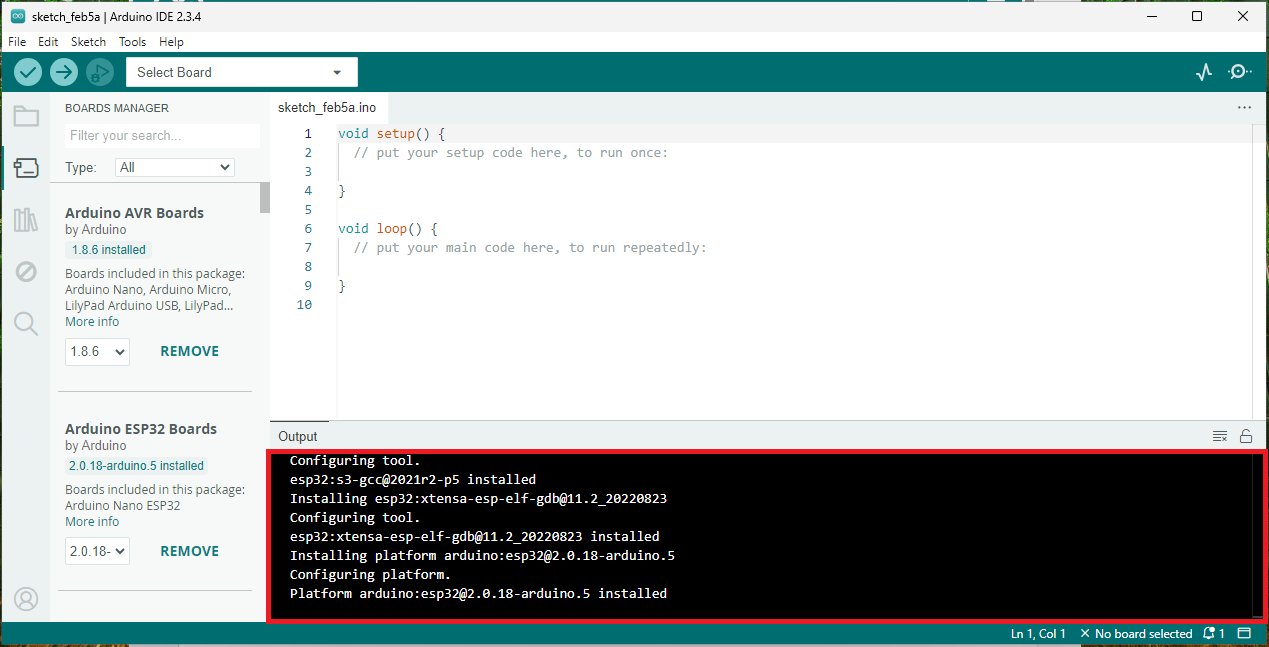 sketch_feb5a | Arduino IDE 2.3.4
File Edit Sketch Tools Help
Select Board
BOARDS MANAGER
Filter your search...
Type: All
Arduino AVR Boards
by Arduino
1.8.6 installed
Boards included in this package:
Arduino Nano, Arduino Micro,
LilyPad Arduino USB, LilyPad...
More info
1.8.6 REMOVE
Arduino ESP32 Boards
by Arduino
2.0.18-arduino.5 installed
Boards included in this package:
Arduino Nano ESP32
More info
2.0.18- REMOVE
sketch_feb5a.ino
1 void setup() {
2 // put your setup code here, to run once:
3
4 }
5
6 void loop() {
7 // put your main code here, to run repeatedly:
8
9 }
10
Output
Configuring tool.
esp32:s3-gcc@2021r2-p5 installed
Installing esp32:xtensa-esp-elf-gdb@11.2_20220823
Configuring tool.
esp32:xtensa-esp-elf-gdb@11.2_20220823 installed
Installing platform arduino:esp32@2.0.18-arduino.5
Configuring platform.
Platform arduino:esp32@2.0.18-arduino.5 installed
Ln 1, Col 1 × No board selected 1